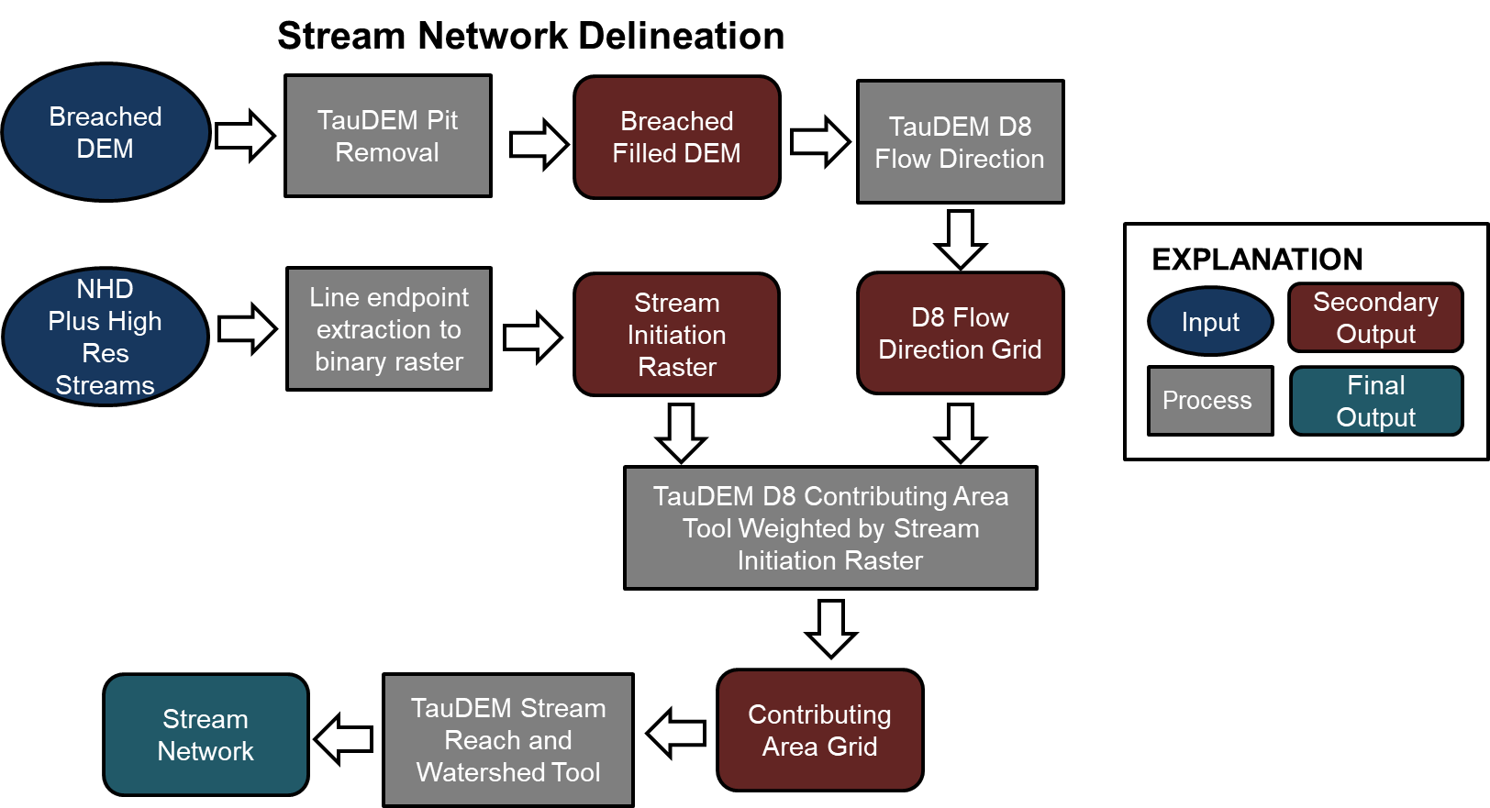 Stream Network Delineation
Breached
DEM
TauDEM Pit
Removal
Breached
Filled DEM
TauDEM D8
Flow Direction
NHD
Plus High
Res
Streams
Line endpoint
extraction to
binary raster
Stream
Initiation
Raster
D8 Flow
Direction Grid
TauDEM D8 Contributing Area
Tool Weighted by Stream
Initiation Raster
Contributing
Area Grid
TauDEM Stream
Reach and
Watershed Tool
Stream
Network
EXPLANATION
Input
Secondary
Output
Process
Final
Output